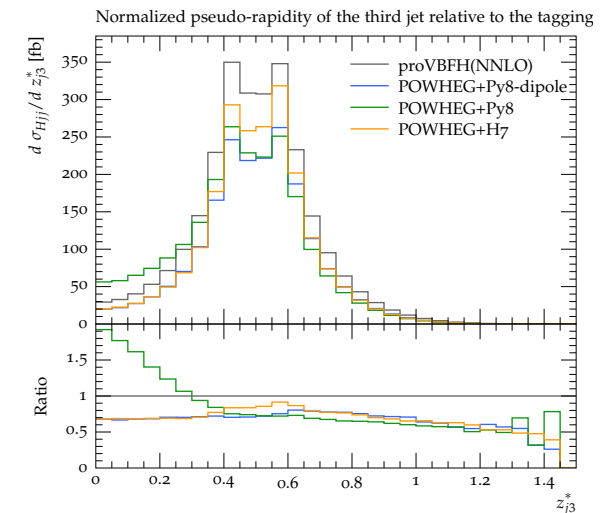 Normalized pseudo-rapidity of the third jet relative to the tagging
d σ_{Hjj}/d z*_{j3} [fb]
350
300
250
200
150
100
50
0
proVBFH(NNLO)
POWHEG+Py8-dipole
POWHEG+Py8
POWHEG+H7
Ratio
1.5
1
0.5
0
0 0.2 0.4 0.6 0.8 1 1.2 1.4
z*_{j3}